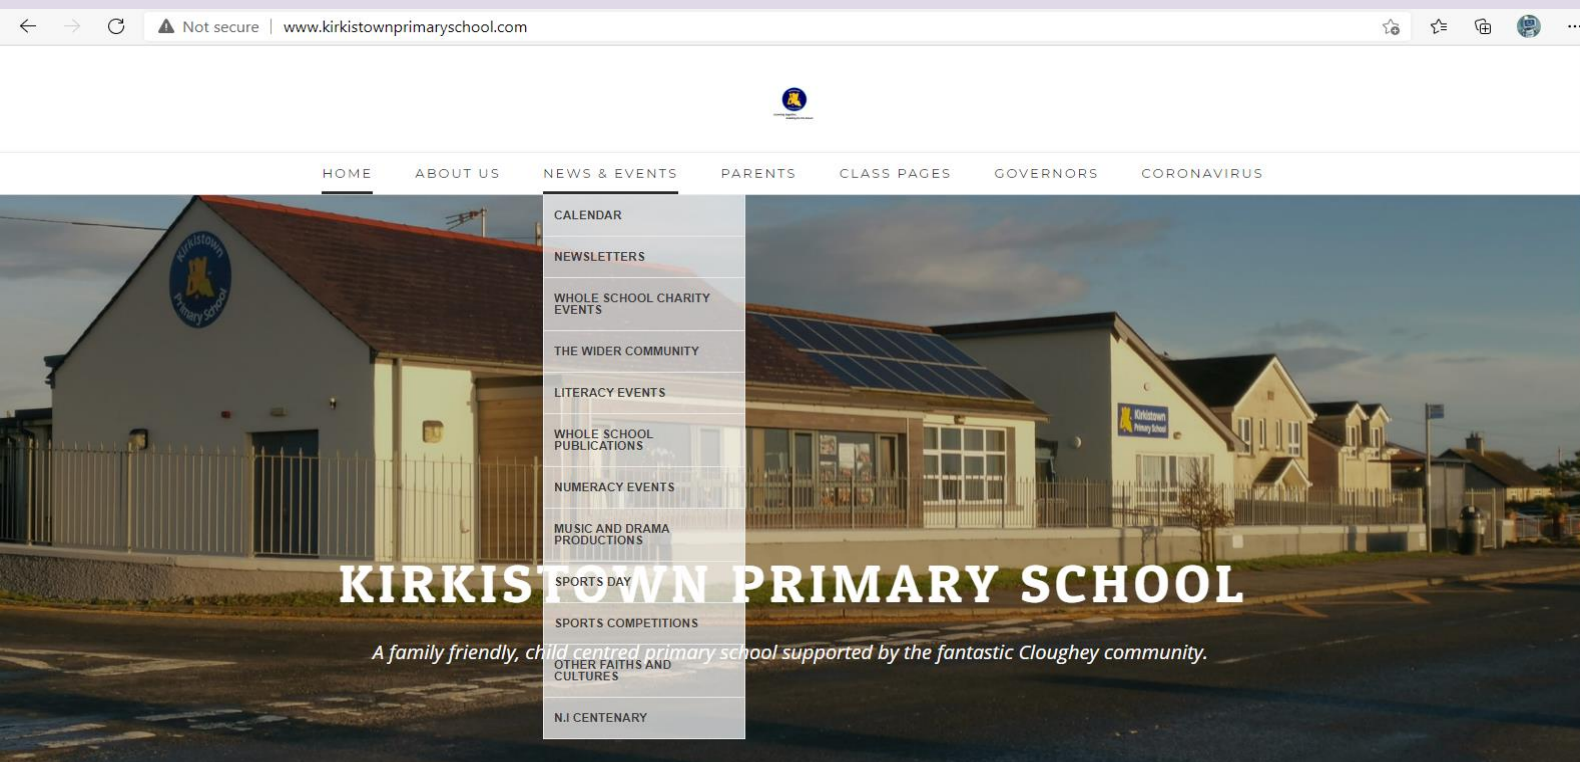 Not secure | www.kirkistownprimaryschool.com
HOME ABOUT US NEWS & EVENTS PARENTS CLASS PAGES GOVERNORS CORONAVIRUS
CALENDAR
NEWSLETTERS
WHOLE SCHOOL CHARITY
EVENTS
THE WIDER COMMUNITY
LITERACY EVENTS
WHOLE SCHOOL
PUBLICATIONS
NUMERACY EVENTS
MUSIC AND DRAMA
PRODUCTIONS
SPORTS DAY
SPORTS COMPETITIONS
OTHER FAITHS AND
CULTURES
N.I CENTENARY
Kirkistown
Primary School
Kirkistown
Primary School
KIRKISTOWN PRIMARY SCHOOL
A family friendly, child centred primary school supported by the fantastic Cloughey community.